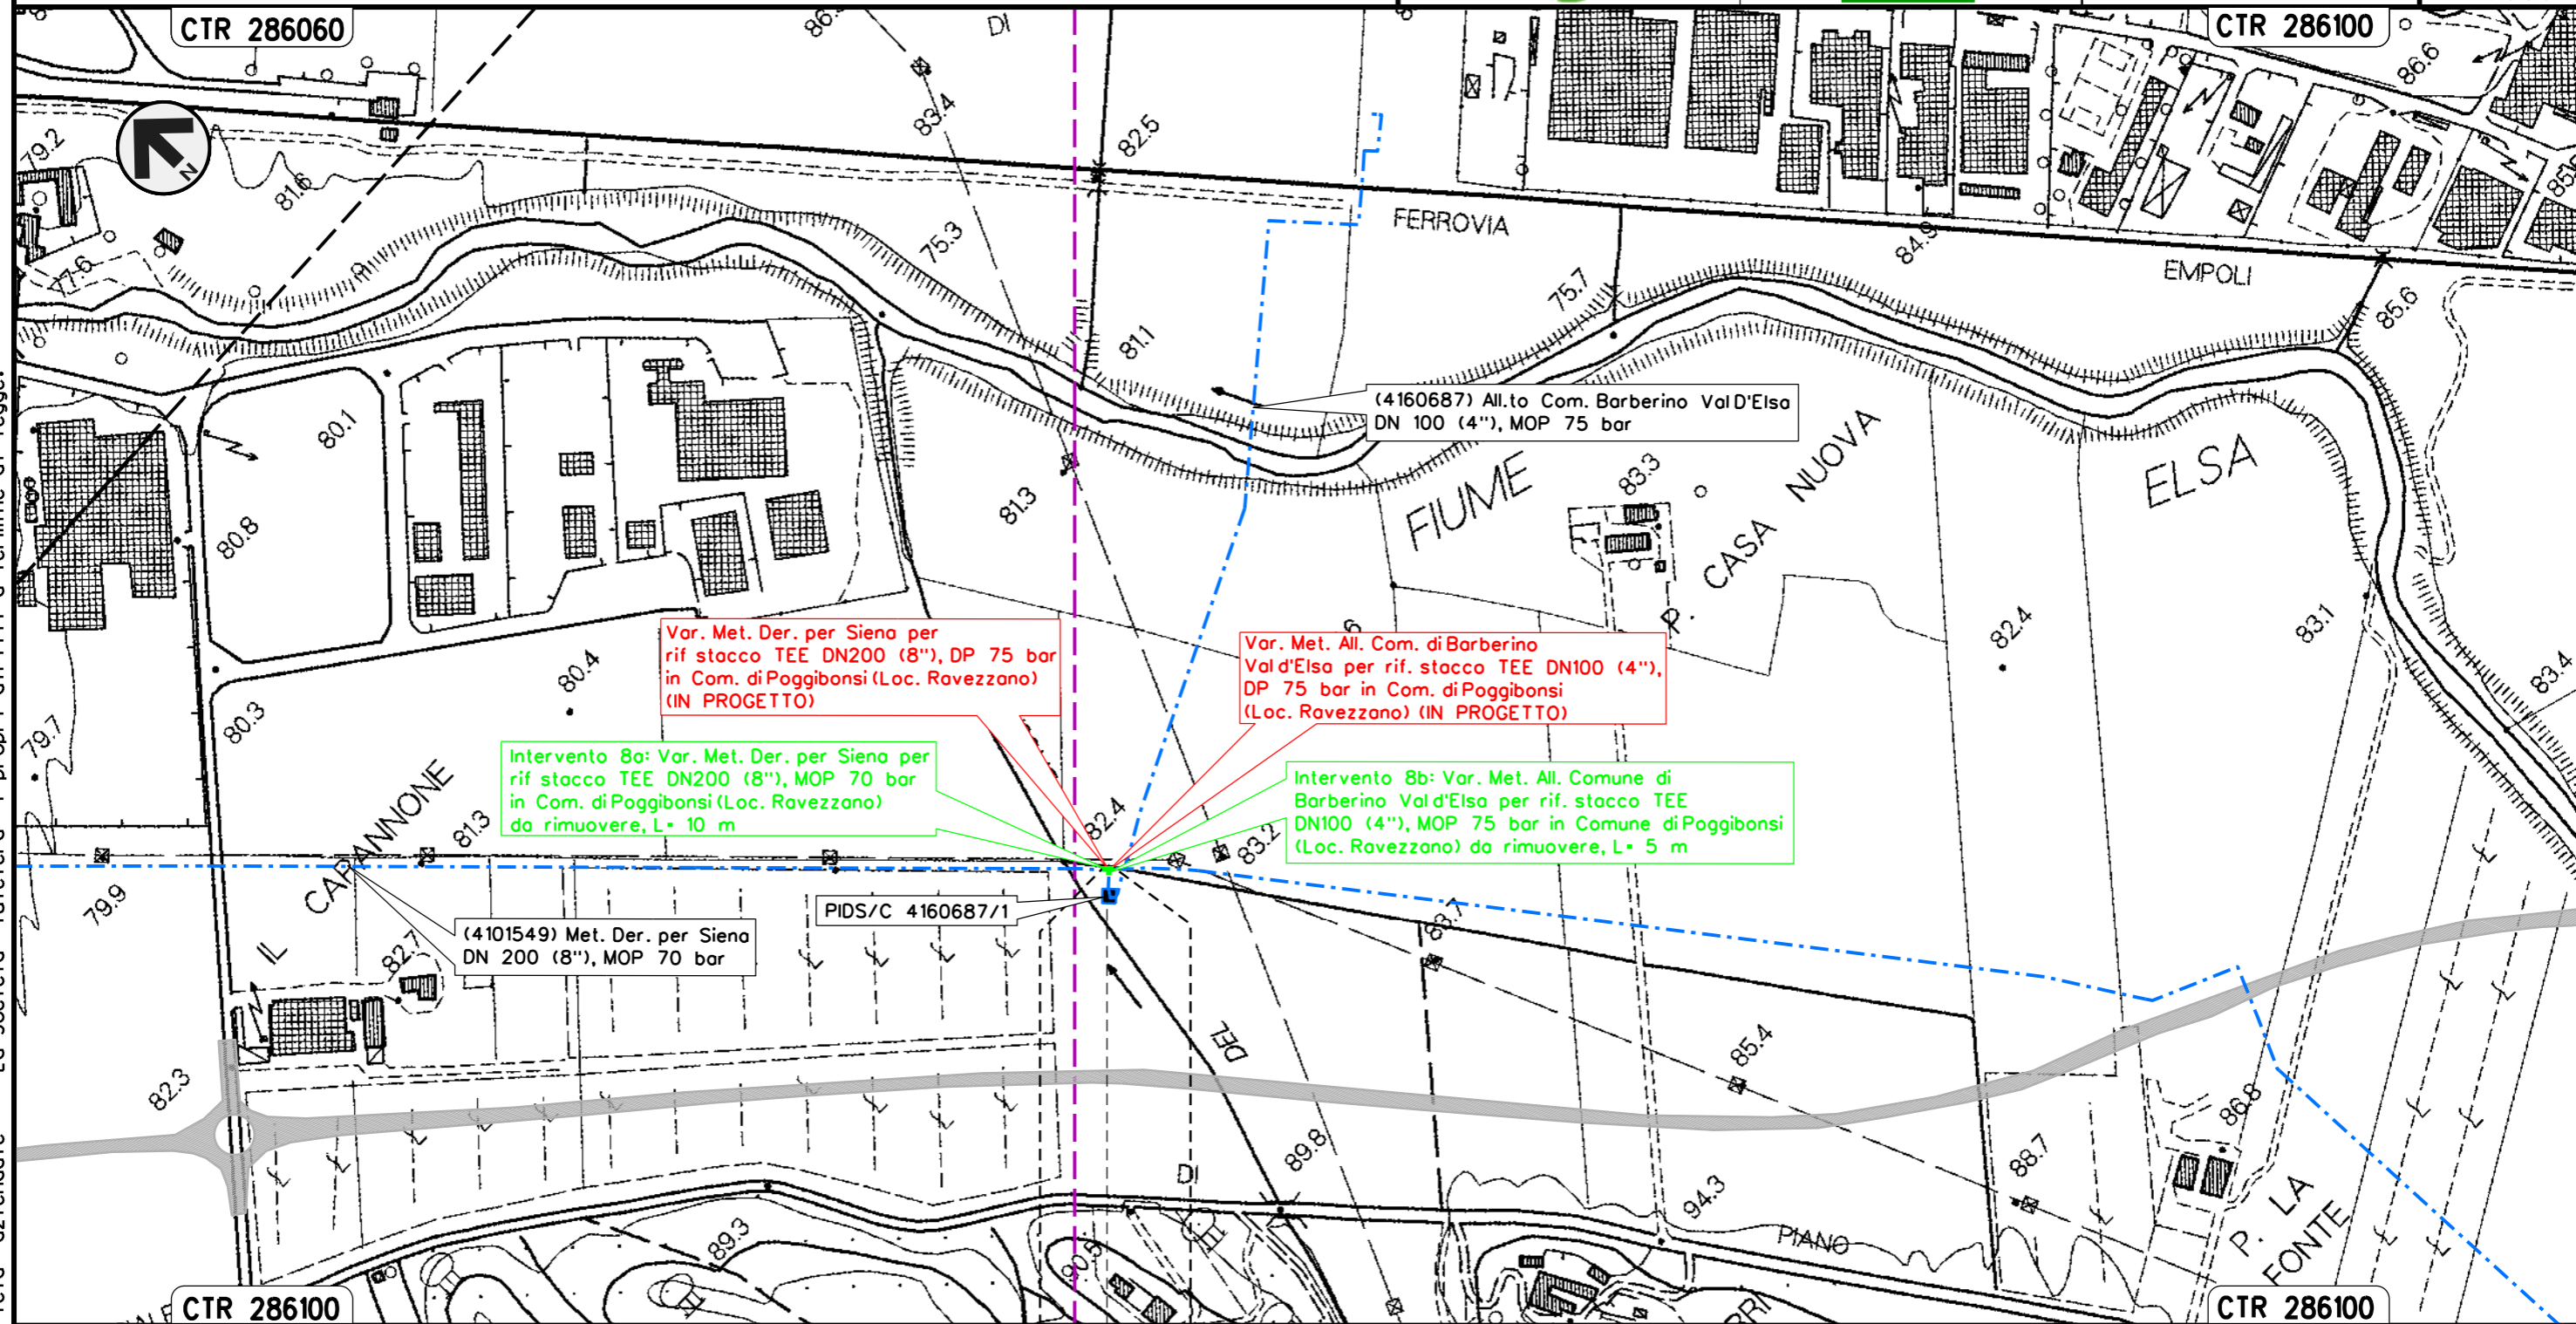 CTR 286060
CTR 286100
DI
83.4
82.5
86.6
79.2
N
81.6
77.6
75.3
FERROVIA
84.9
EMPOLI
75.7
85.6
81.1
(4160687) All.to Com. Barberino Val D'Elsa
DN 100 (4''), MOP 75 bar
80.1
80.8
81.3
FIUME
83.3
P. CASA NUOVA
ELSA
82.4
83.1
83.4
80.4
80.3
79.7
Var. Met. Der. per Siena per
rif stacco TEE DN200 (8''), DP 75 bar
in Com. di Poggibonsi (Loc. Ravezzano)
(IN PROGETTO)
Var. Met. All. Com. di Barberino
Val d'Elsa per rif. stacco TEE DN100 (4''),
DP 75 bar in Com. di Poggibonsi
(Loc. Ravezzano) (IN PROGETTO)
Intervento 8a: Var. Met. Der. per Siena per
rif stacco TEE DN200 (8''), MOP 70 bar
in Com. di Poggibonsi (Loc. Ravezzano)
da rimuovere, L= 10 m
Intervento 8b: Var. Met. All. Comune di
Barberino Val d'Elsa per rif. stacco TEE
DN100 (4''), MOP 75 bar in Comune di Poggibonsi
(Loc. Ravezzano) da rimuovere, L= 5 m
82.4
83.2
81.3
IL CAPANNONE
79.9
PIDS/C 4160687/1
(4101549) Met. Der. per Siena
DN 200 (8''), MOP 70 bar
82.7
83.7
DEL
85.4
82.3
86.8
89.8
88.7
DI
94.3
PIANO
89.3
90.5
P. LA
FONTE
CTR 286100
CTR 286100